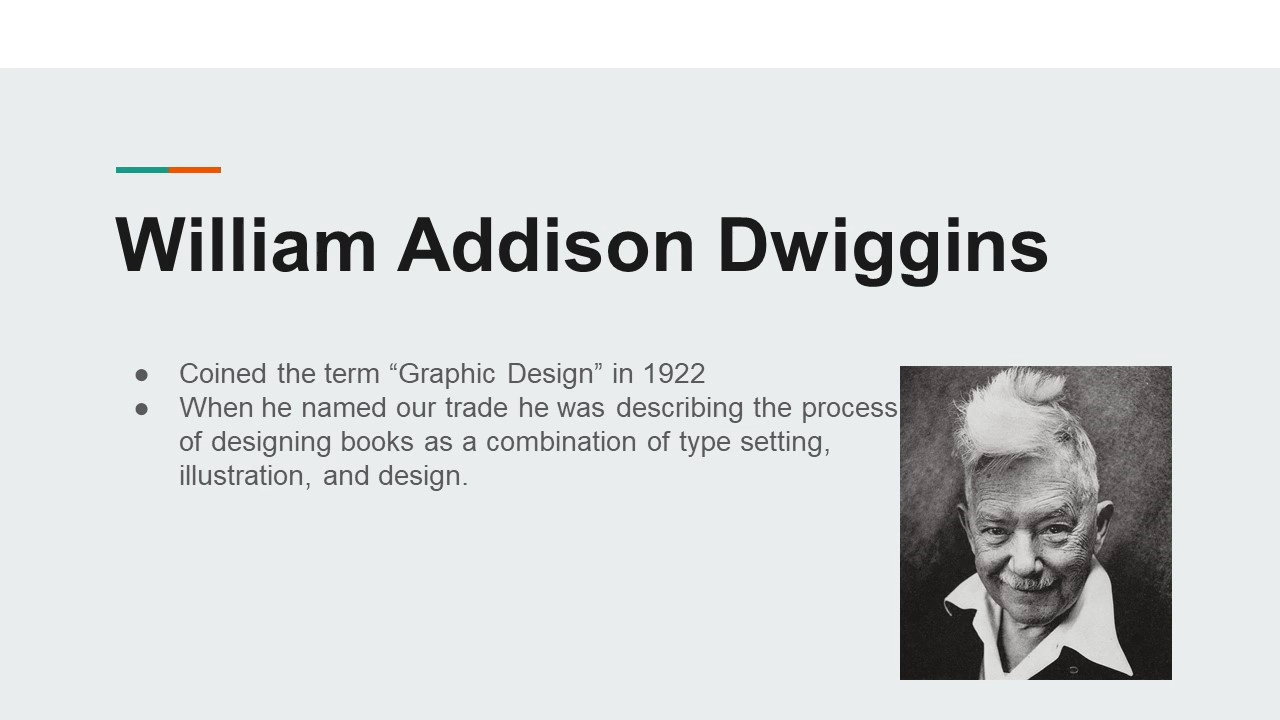 William Addison Dwiggins
● Coined the term “Graphic Design” in 1922
● When he named our trade he was describing the process
of designing books as a combination of type setting,
illustration, and design.